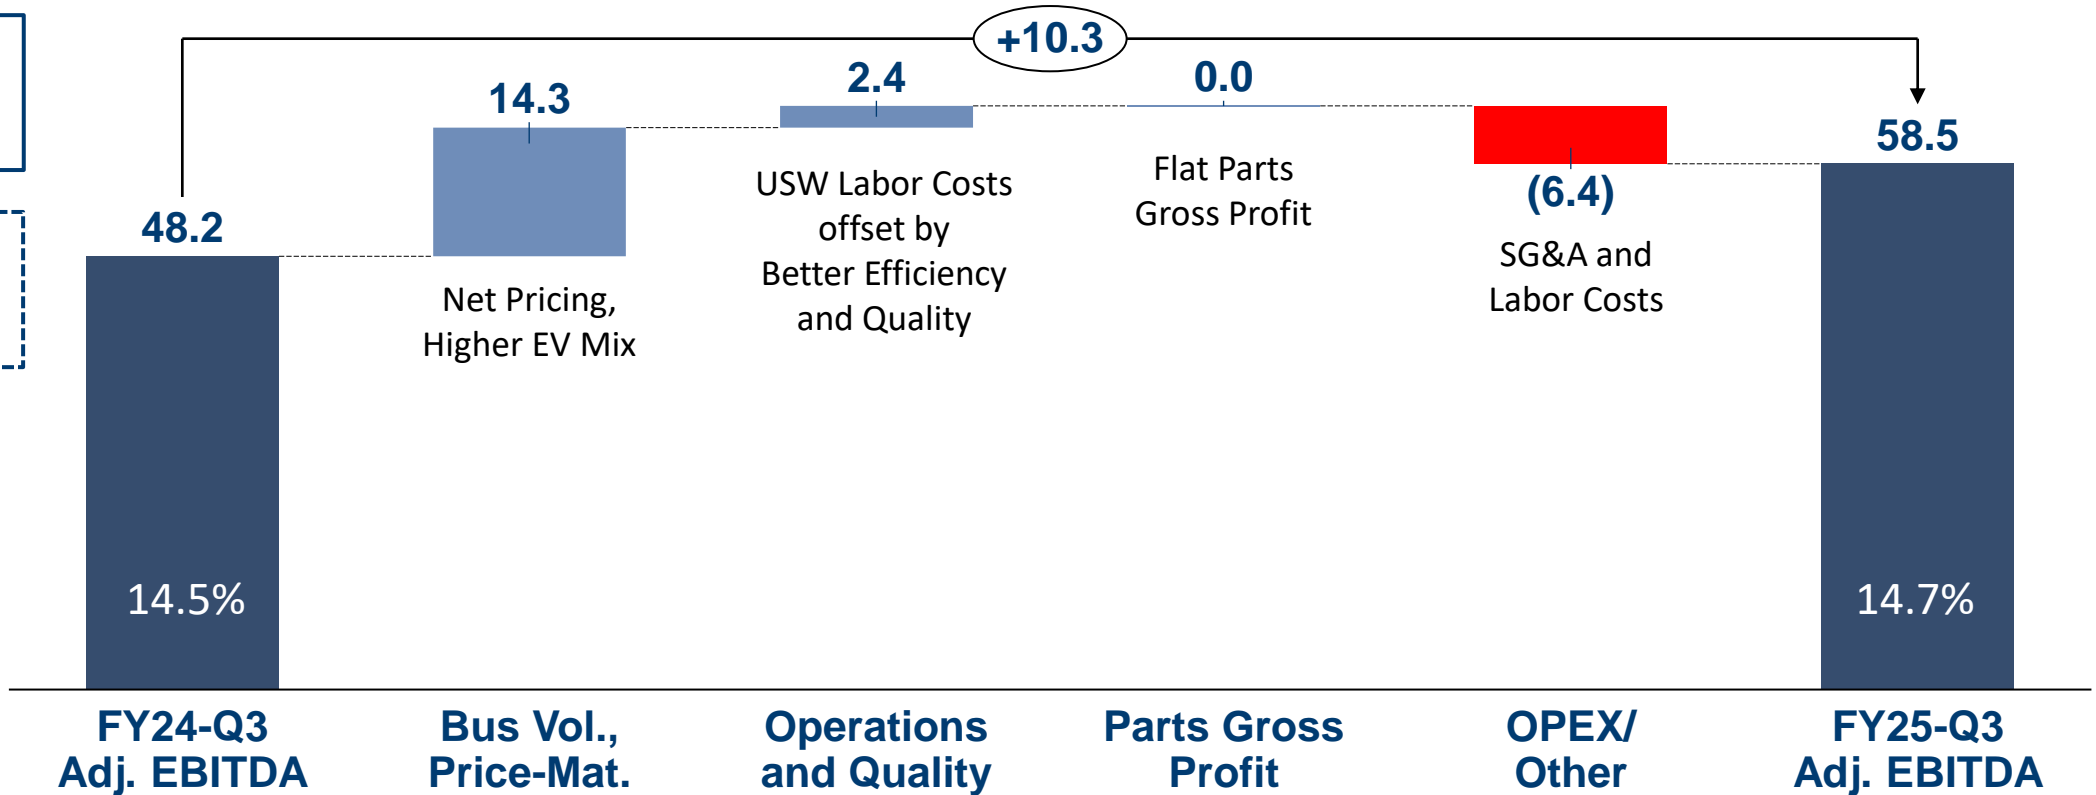 +10.3
48.2
14.3
2.4
0.0
(6.4)
58.5
Net Pricing,
Higher EV Mix
USW Labor Costs
offset by
Better Efficiency
and Quality
Flat Parts
Gross Profit
SG&A and
Labor Costs
14.5%
14.7%
FY24-Q3
Adj. EBITDA
Bus Vol.,
Price-Mat.
Operations
and Quality
Parts Gross
Profit
OPEX/
Other
FY25-Q3
Adj. EBITDA